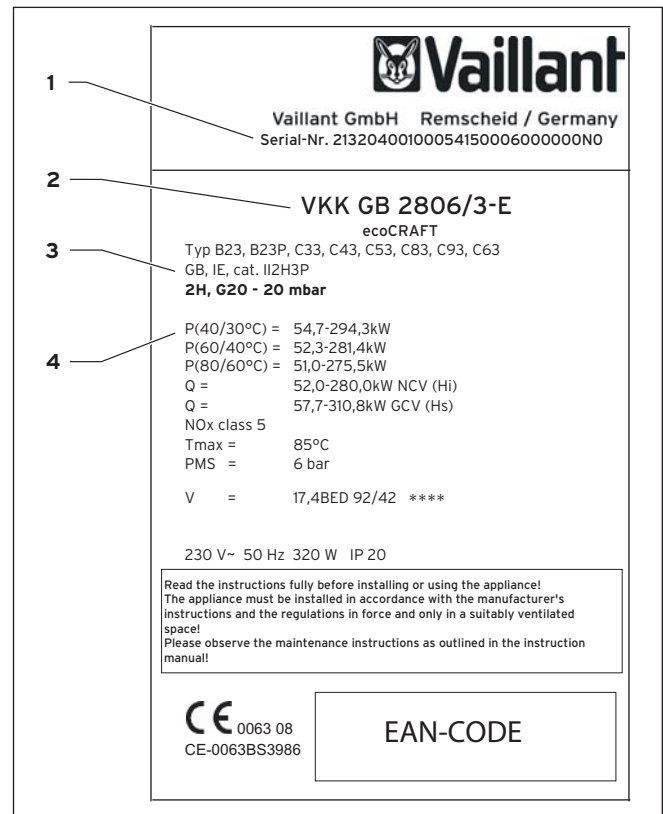 Vaillant
Vaillant GmbH Remscheid / Germany
1
Serial-Nr. 21320400100054150006000000N0
2
VKK GB 2806/3-E
ecoCRAFT
Typ B23, B23P, C33, C43, C53, C83, C93, C63
3
GB, IE, cat. II2H3P
2H, G20 - 20 mbar
P(40/30°C) = 54,7-294,3kW
P(60/40°C) = 52,3-281,4kW
4
P(80/60°C) = 51,0-275,5kW
Q = 52,0-280,0kW NCV (Hi)
Q = 57,7-310,8kW GCV (Hs)
NOx class 5
Tmax = 85°C
PMS = 6 bar
V = 17,4BED 92/42 ****
230 V~ 50 Hz 320 W IP 20
Read the instructions fully before installing or using the appliance!
The appliance must be installed in accordance with the manufacturer's
instructions and the regulations in force and only in a suitably ventilated
space!
Please observe the maintenance instructions as outlined in the instruction
manual!
CE 0063 08
CE-0063BS3986
EAN-CODE